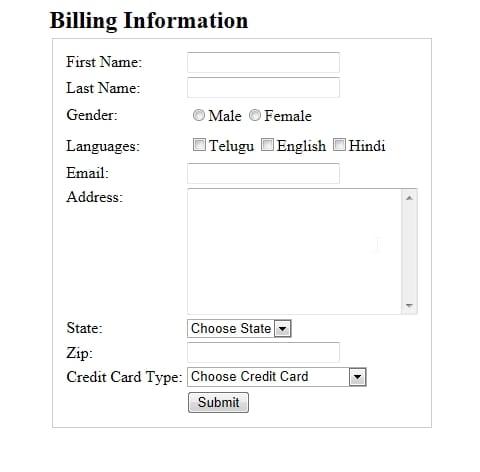 Billing Information
First Name:
Last Name:
Gender: Male Female
Languages: Telugu English Hindi
Email:
Address:
State: Choose State
Zip:
Credit Card Type: Choose Credit Card
Submit